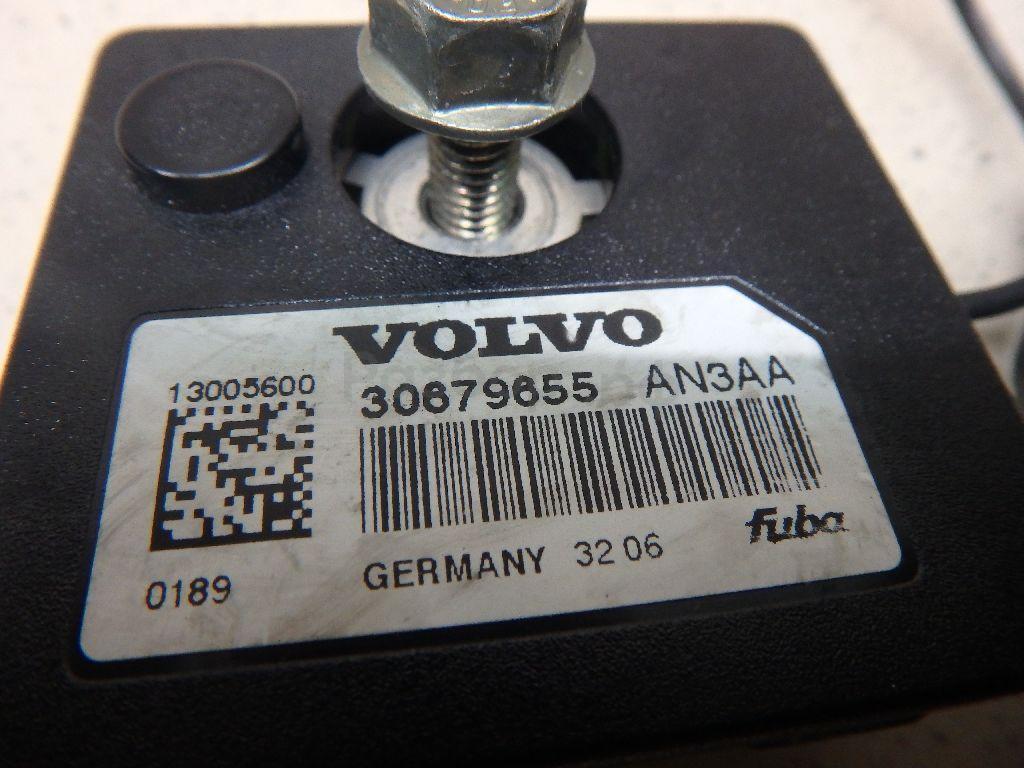 VOLVO
13005600
30679655 AN3AA
fuba
GERMANY 32 06
0189